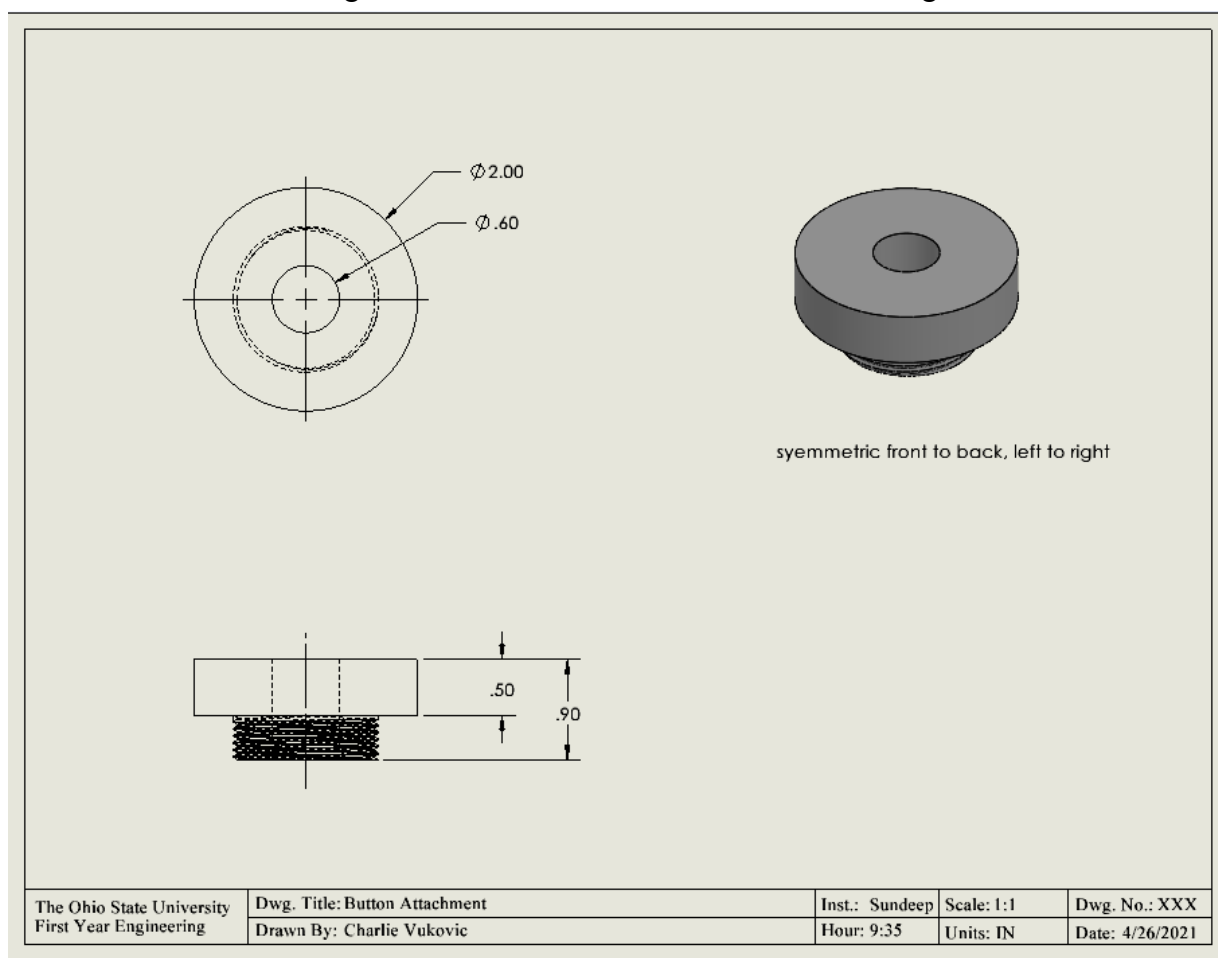 ⌀2.00
⌀.60
syemmetric front to back, left to right
.50
.90
The Ohio State University
First Year Engineering
Dwg. Title: Button Attachment
Drawn By: Charlie Vukovic
Inst.: Sundeep
Hour: 9:35
Scale: 1:1
Units: IN
Dwg. No.: XXX
Date: 4/26/2021